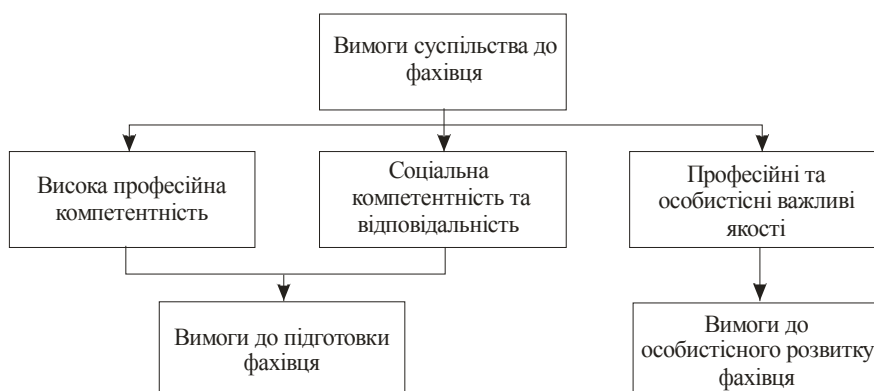 Вимоги суспільства до
фахівця
Висока професійна
компетентність
Соціальна
компетентність та
відповідальність
Професійні та
особистісні важливі
якості
Вимоги до підготовки
фахівця
Вимоги до
особистісного розвитку
фахівця